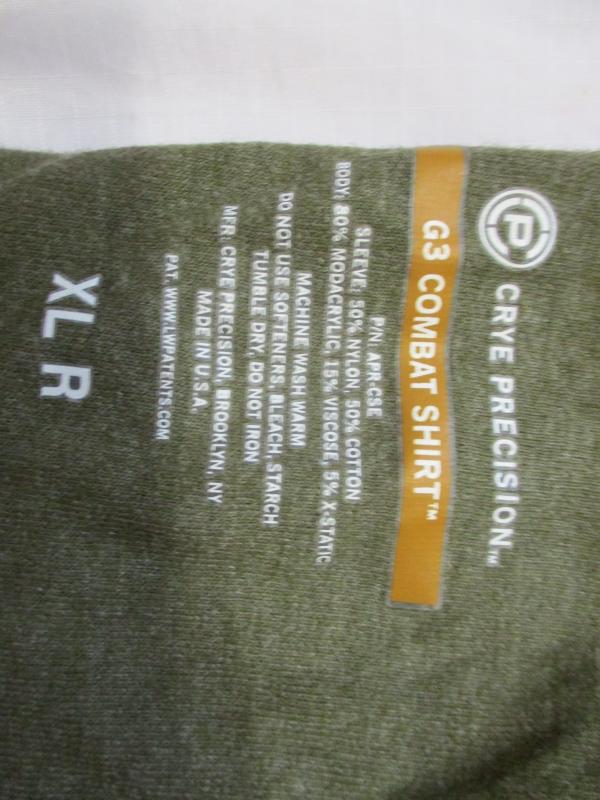 CRYE PRECISION™
G3 COMBAT SHIRT™
P/N: APR-CSE
SLEEVE: 50% NYLON, 50% COTTON
BODY: 80% MODACRYLIC, 15% VISCOSE, 5% X-STATIC
MACHINE WASH WARM
DO NOT USE SOFTENERS, BLEACH, STARCH
TUMBLE DRY, DO NOT IRON
MFR: CRYE PRECISION, BROOKLYN, NY
MADE IN U.S.A.
PAT. WWW.LWPATENTS.COM
XL R